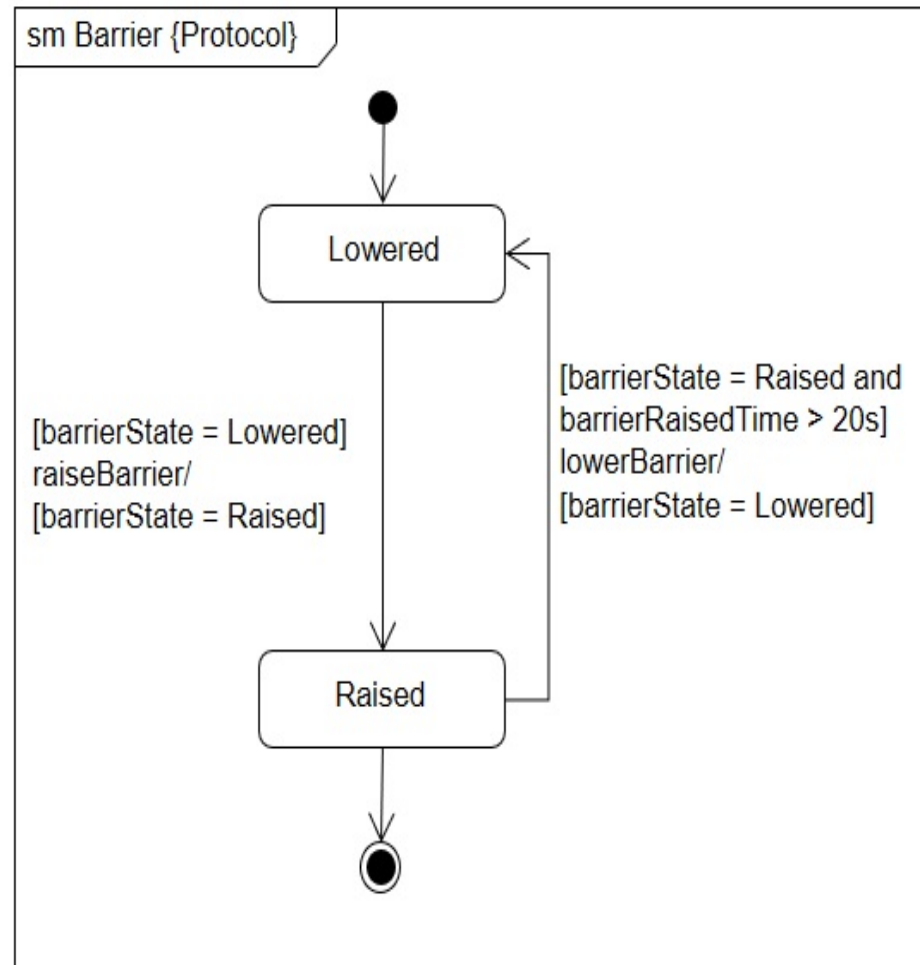 sm Barrier {Protocol}
Lowered
[barrierState = Lowered]
raiseBarrier/
[barrierState = Raised]
[barrierState = Raised and
barrierRaisedTime > 20s]
lowerBarrier/
[barrierState = Lowered]
Raised